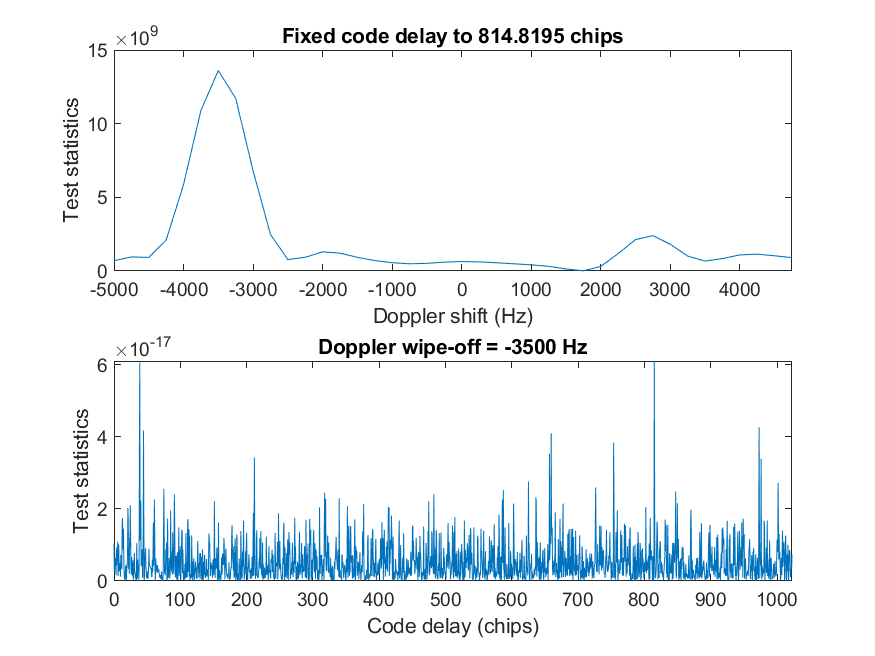 ×10^9
Fixed code delay to 814.8195 chips
15
10
5
0
Test statistics
-5000 -4000 -3000 -2000 -1000 0 1000 2000 3000 4000
Doppler shift (Hz)
×10^-17
Doppler wipe-off = -3500 Hz
6
4
2
0
Test statistics
0 100 200 300 400 500 600 700 800 900 1000
Code delay (chips)